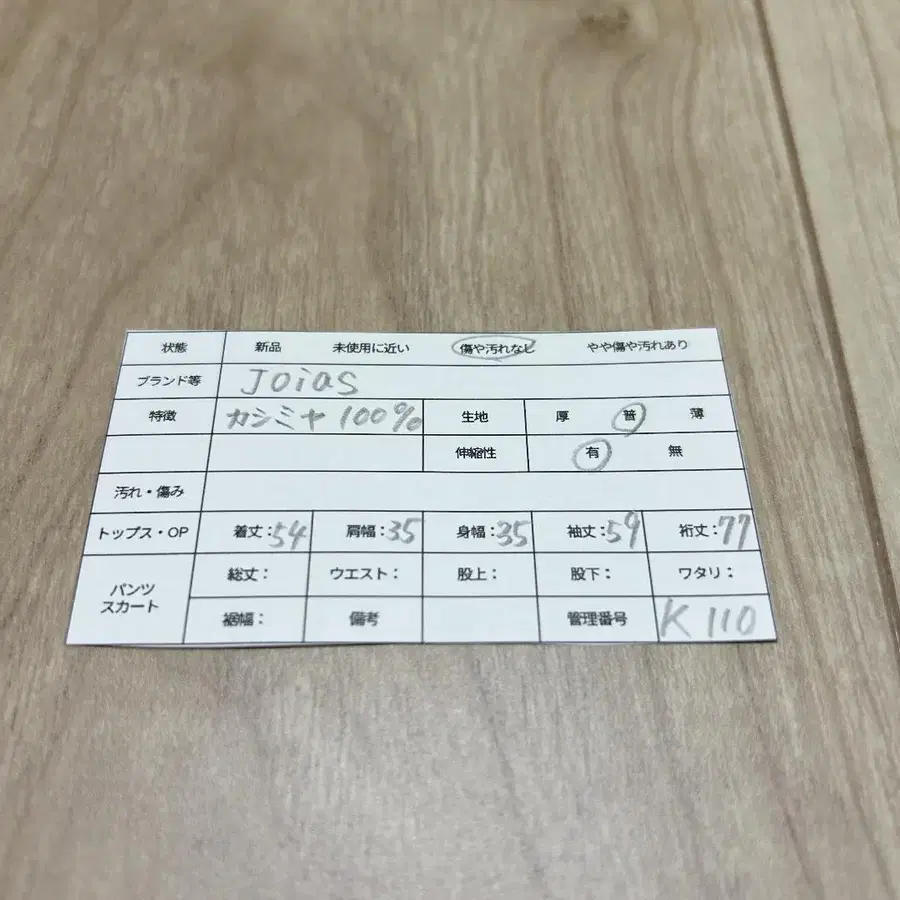 状態 新品 未使用に近い 傷や汚れなし やや傷や汚れあり
ブランド等 Joias
特徴 カシミヤ 100% 生地 厚 普 薄
伸縮性 有 無
汚れ・傷み
トップス・OP 着丈:54 肩幅:35 身幅:35 袖丈:59 裄丈:77
パンツ スカート 総丈: ウエスト: 股上: 股下: ワタリ:
裾幅: 備考 管理番号 K110